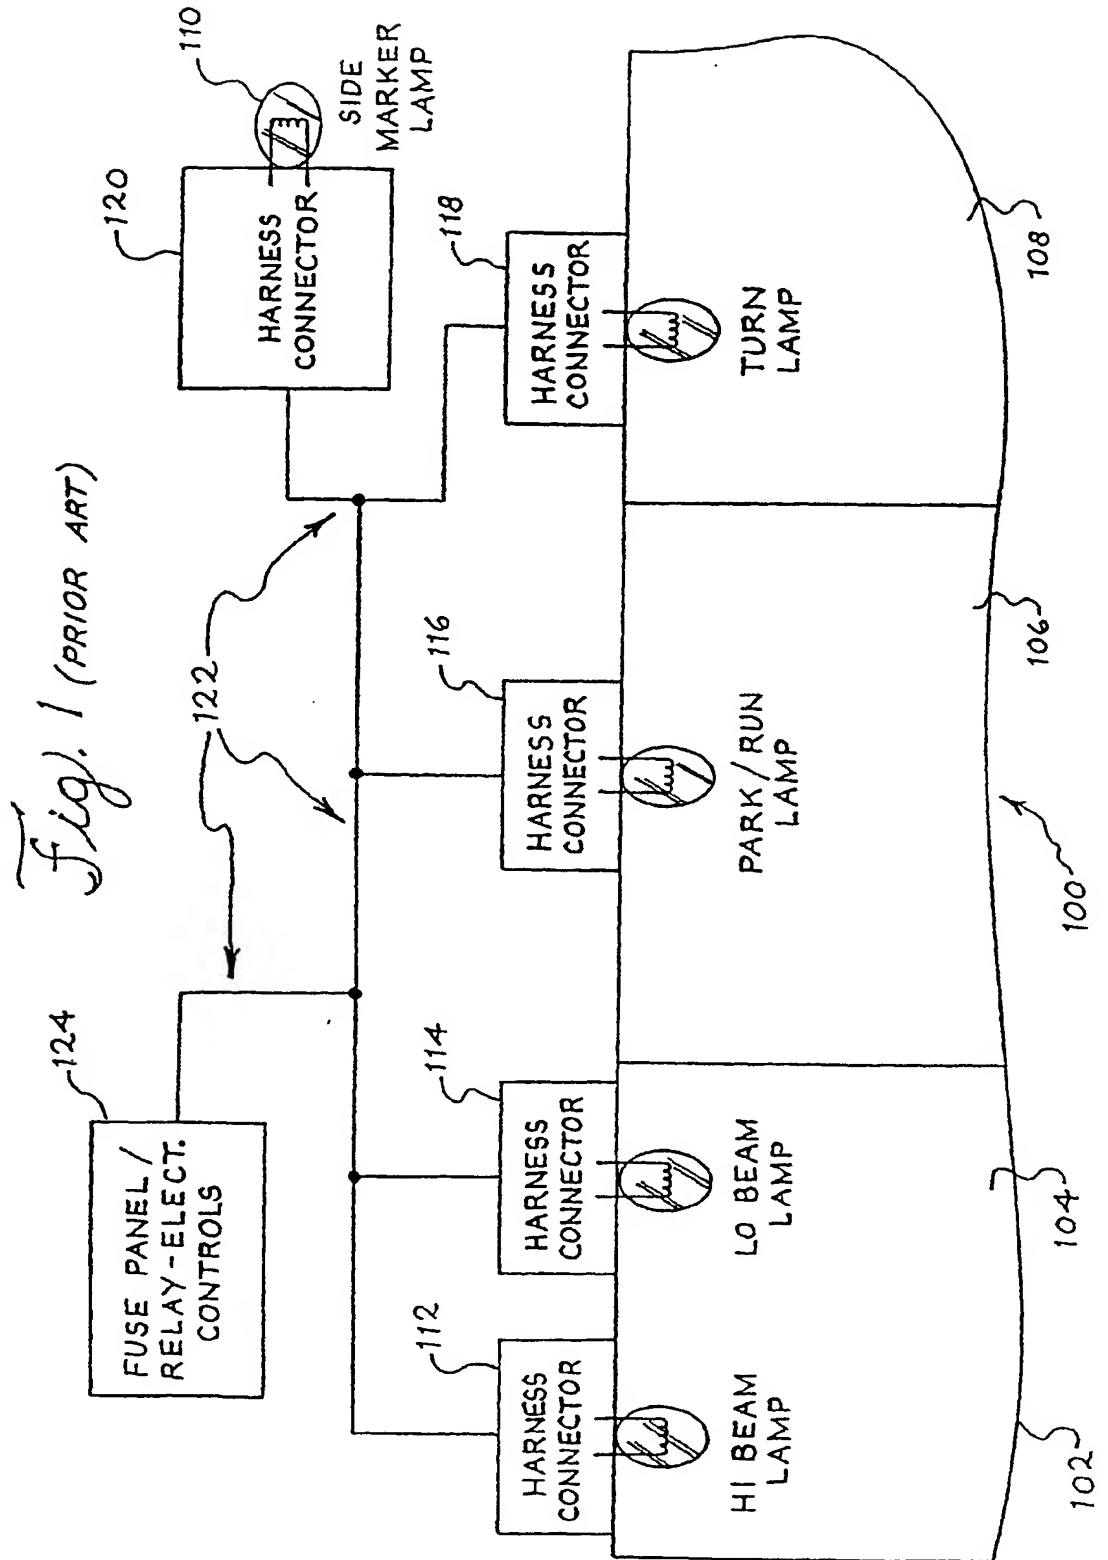 Fig. 1 (PRIOR ART)
122
124
FUSE PANEL /
RELAY-ELECT.
CONTROLS
120
HARNESS
CONNECTOR
110
SIDE
MARKER
LAMP
112
HARNESS
CONNECTOR
114
HARNESS
CONNECTOR
116
HARNESS
CONNECTOR
118
HARNESS
CONNECTOR
HI BEAM
LAMP
LO BEAM
LAMP
PARK / RUN
LAMP
TURN
LAMP
102
104
100
106
108